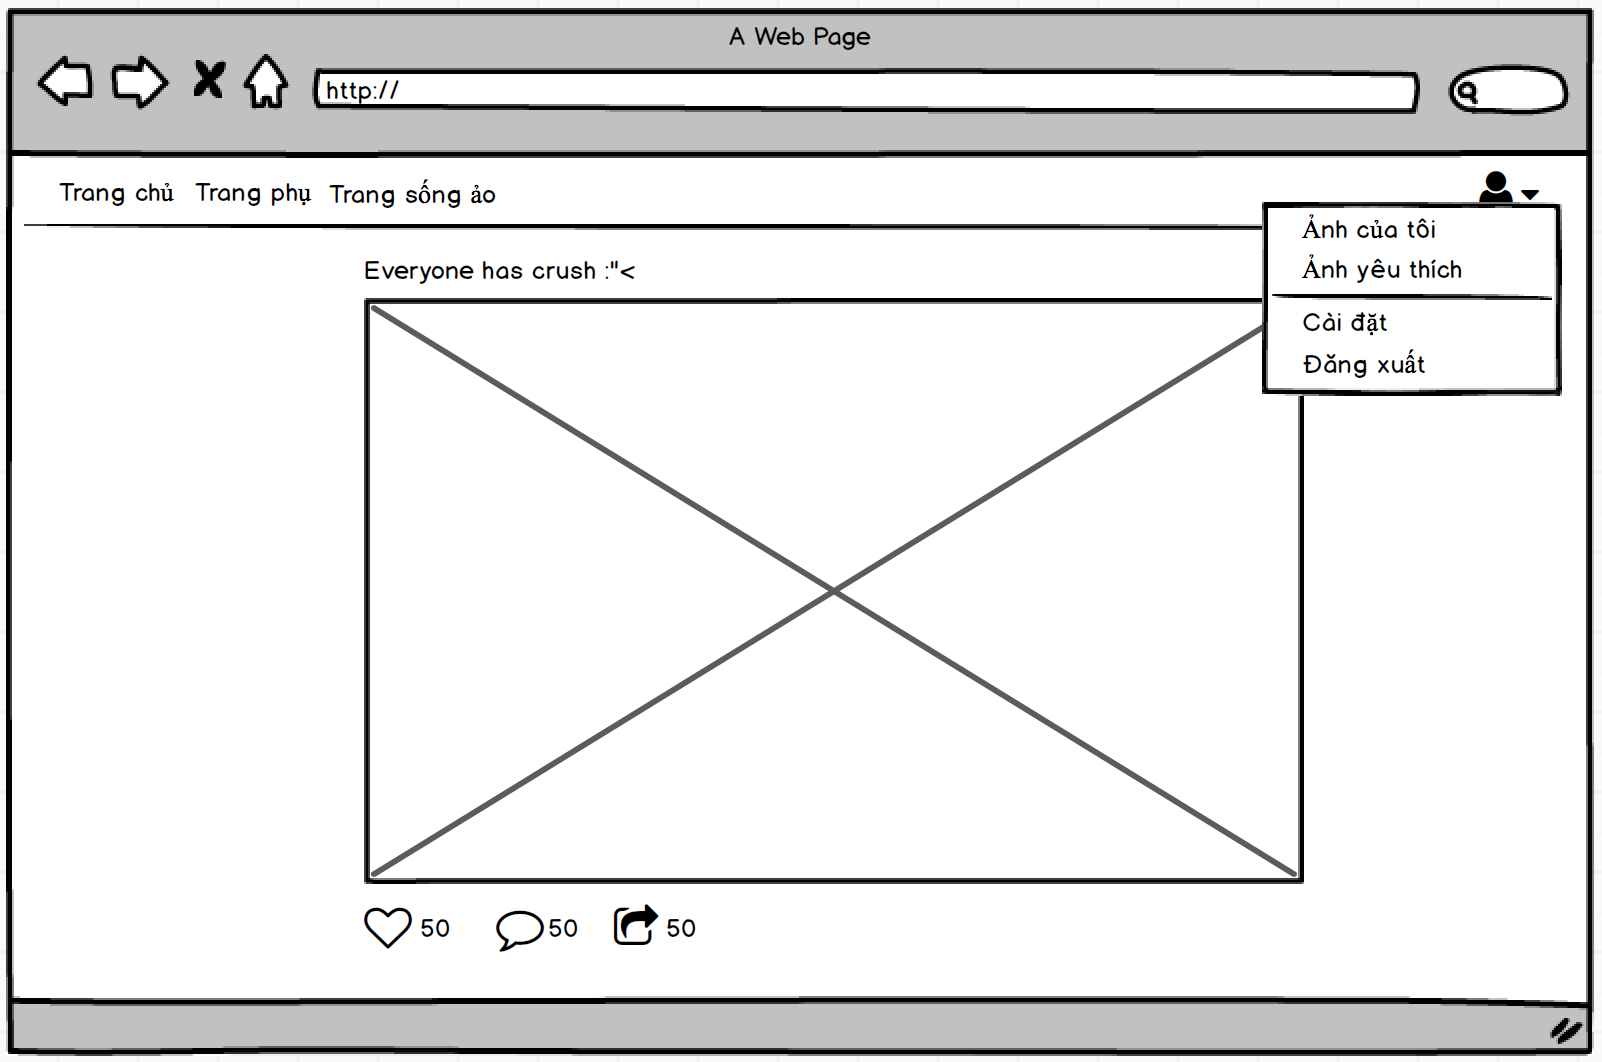 A Web Page
http://
Trang chủ Trang phụ Trang sống ảo
Ảnh của tôi
Ảnh yêu thích
Cài đặt
Đăng xuất
Everyone has crush :"<
50 50 50